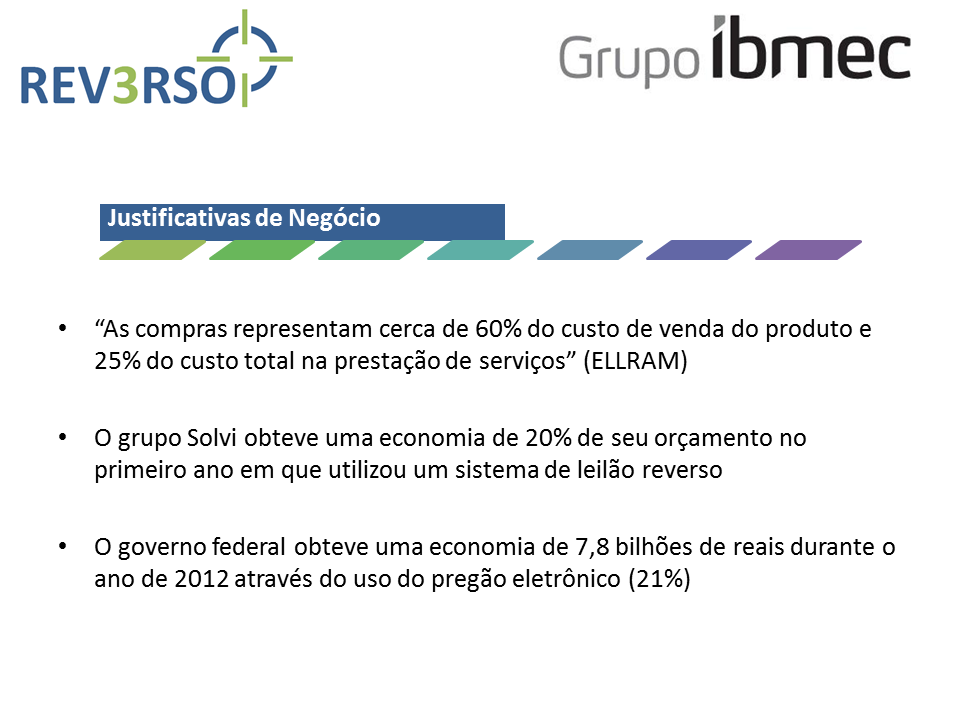 REV3RSO
Grupo ibmec
Justificativas de Negócio
• “As compras representam cerca de 60% do custo de venda do produto e
25% do custo total na prestação de serviços” (ELLRAM)
• O grupo Solvi obteve uma economia de 20% de seu orçamento no
primeiro ano em que utilizou um sistema de leilão reverso
• O governo federal obteve uma economia de 7,8 bilhões de reais durante o
ano de 2012 através do uso do pregão eletrônico (21%)